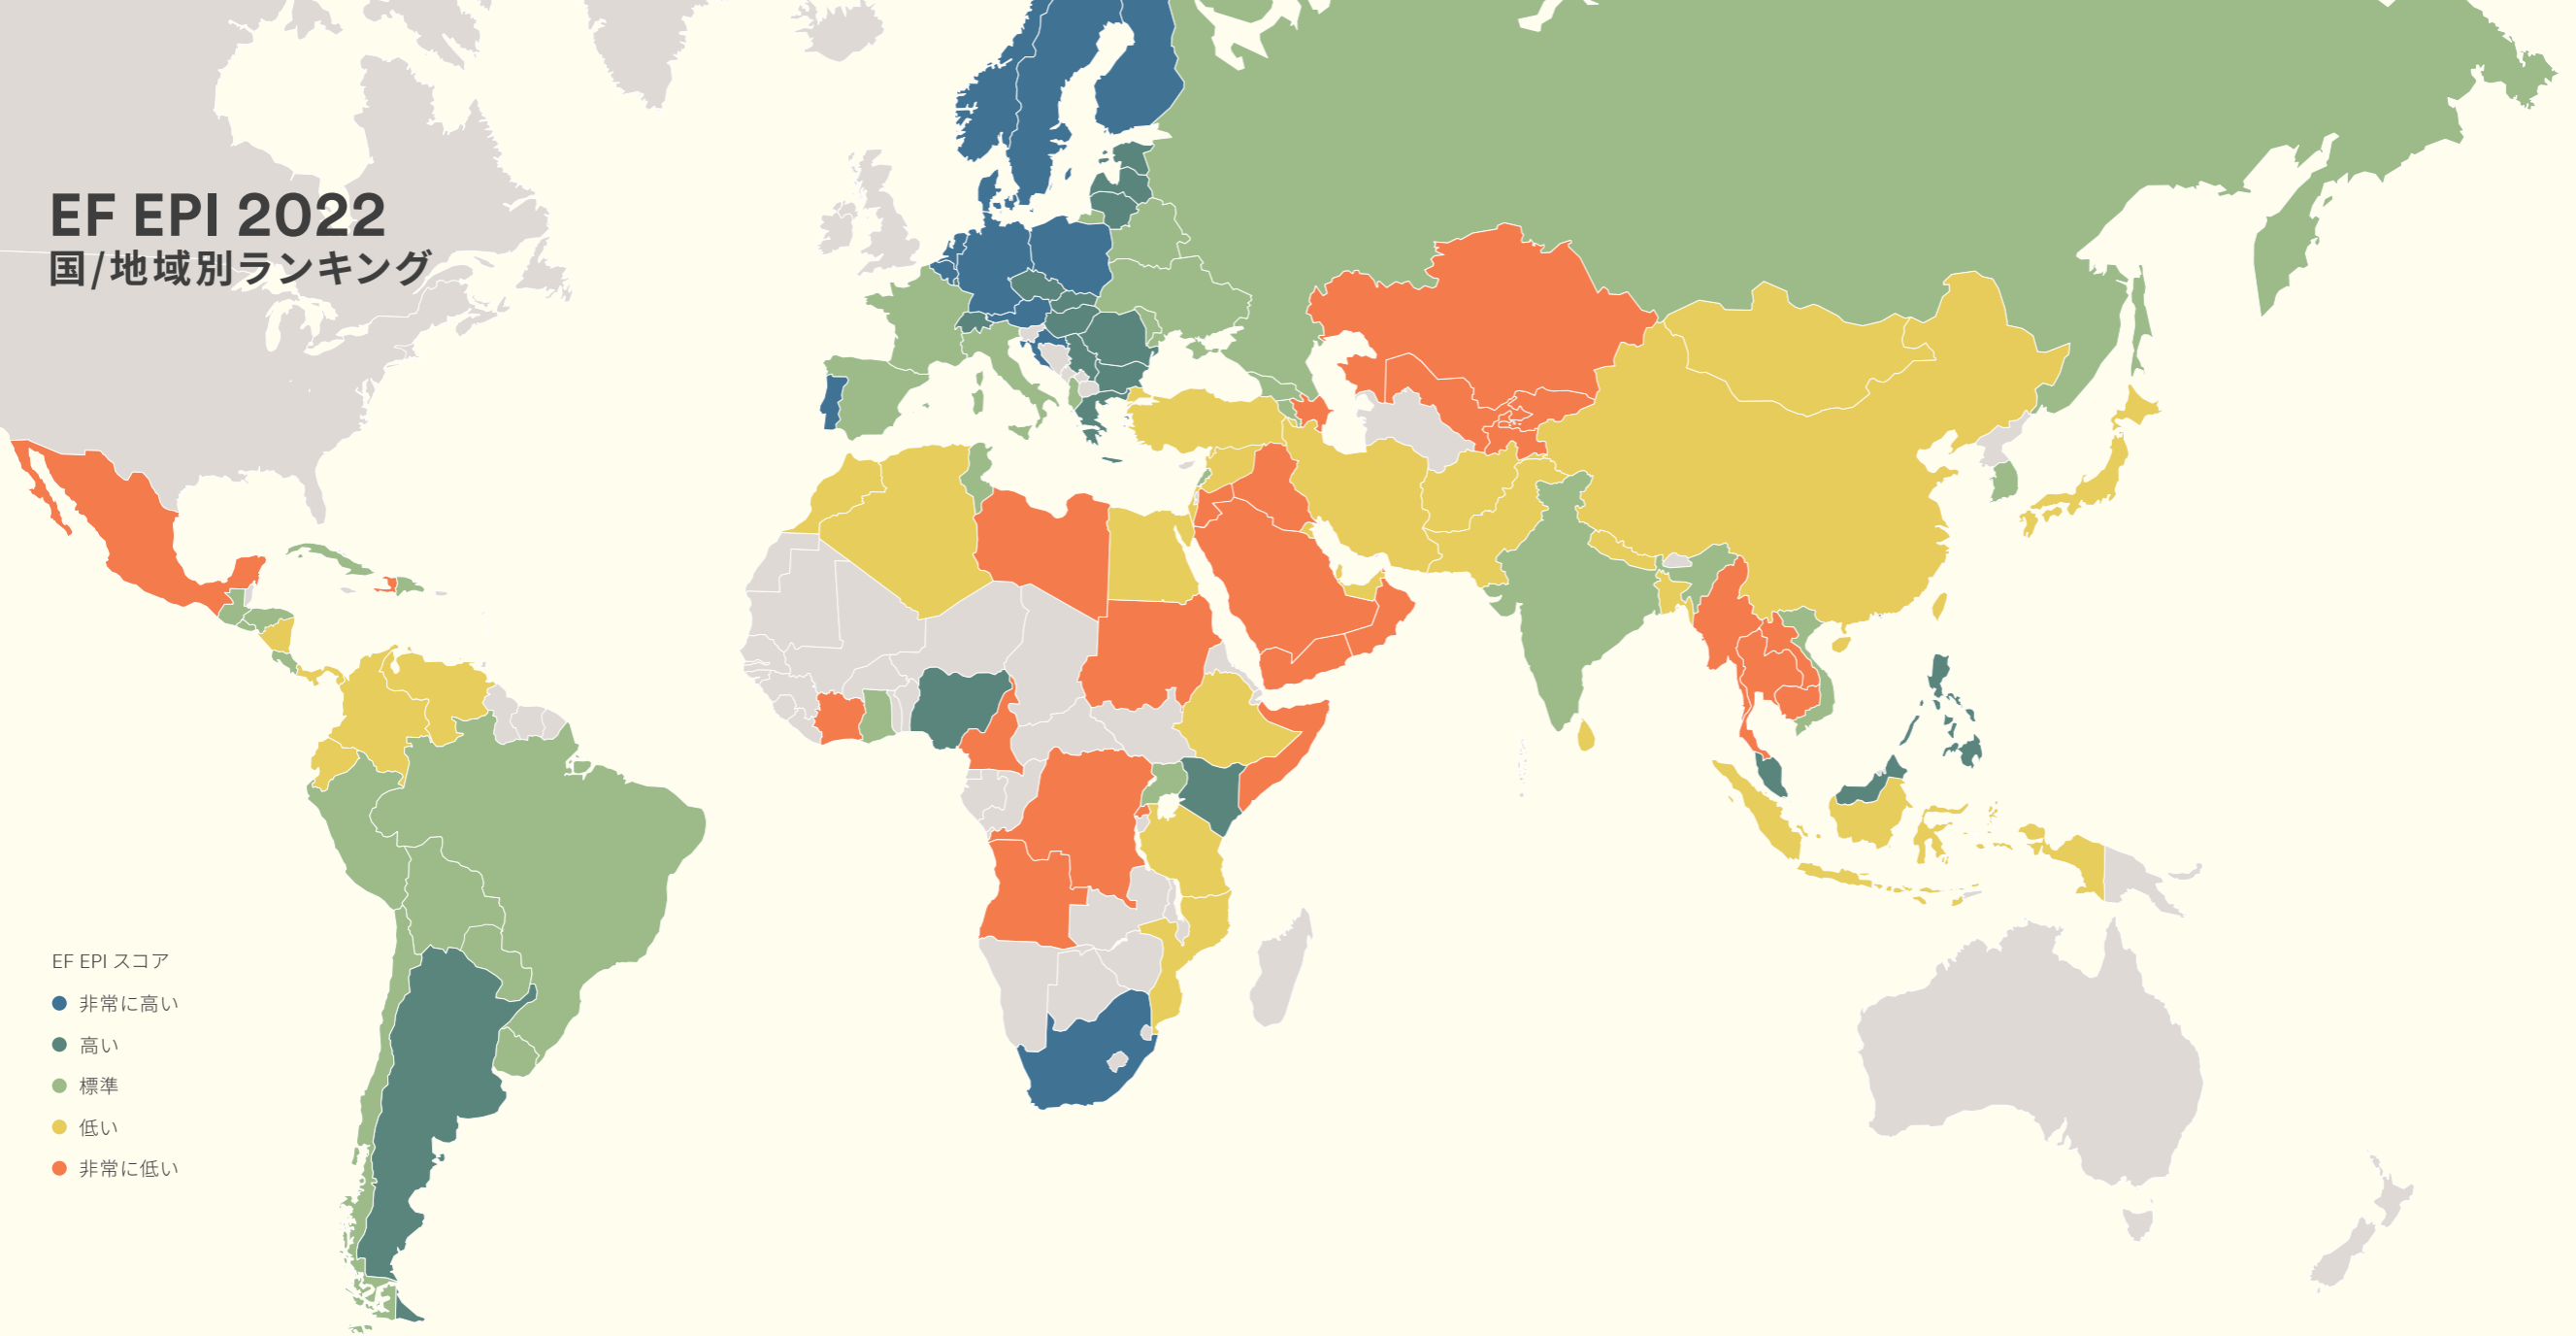 EF EPI 2022
国/地域別ランキング
EF EPI スコア
非常に高い
高い
標準
低い
非常に低い